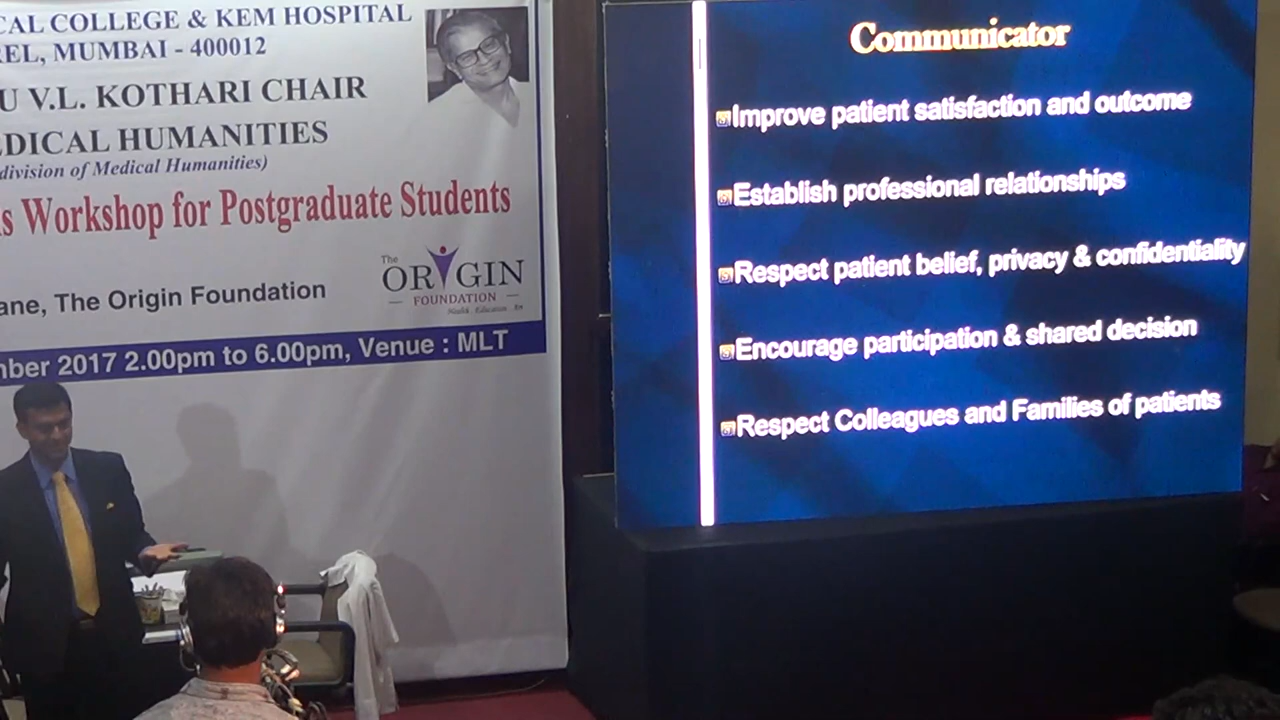 CAL COLLEGE & KEM HOSPITAL
REL, MUMBAI - 400012
U V.L. KOTHARI CHAIR
EDICAL HUMANITIES
division of Medical Humanities)
s Workshop for Postgraduate Students
The
ORIGIN
FOUNDATION
Health . Education .
ane, The Origin Foundation
mber 2017 2.00pm to 6.00pm, Venue : MLT
Communicator
Improve patient satisfaction and outcome
Establish professional relationships
Respect patient belief, privacy & confidentiality
Encourage participation & shared decision
Respect Colleagues and Families of patients